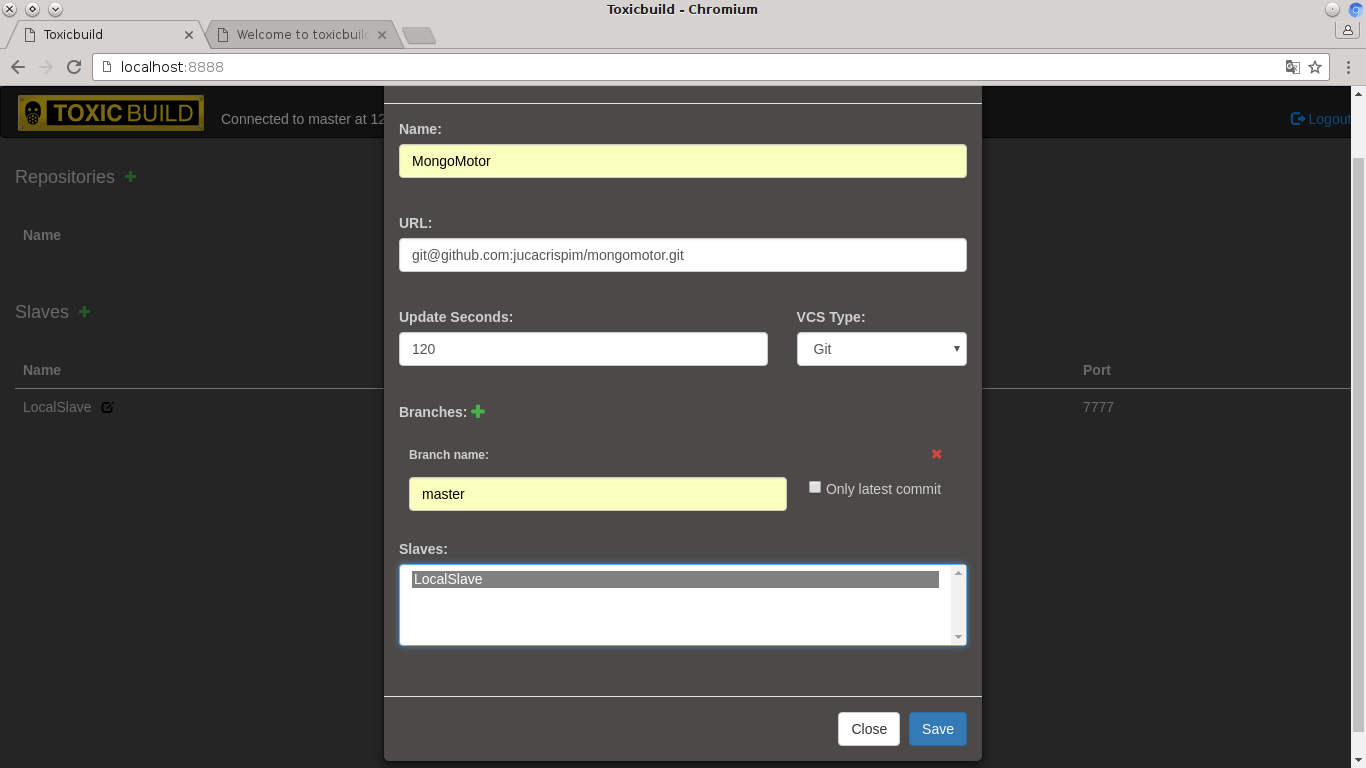 Toxicbuild - Chromium
Toxicbuild
Welcome to toxicbuil
localhost:8888
TOXIC BUILD
Connected to master at 12
Logout
Repositories
Name
Slaves
Name
Port
LocalSlave
7777
Name:
MongoMotor
URL:
git@github.com:jucacrispim/mongomotor.git
Update Seconds:
VCS Type:
120
Git
Branches:
Branch name:
master
Only latest commit
Slaves:
LocalSlave
Close
Save